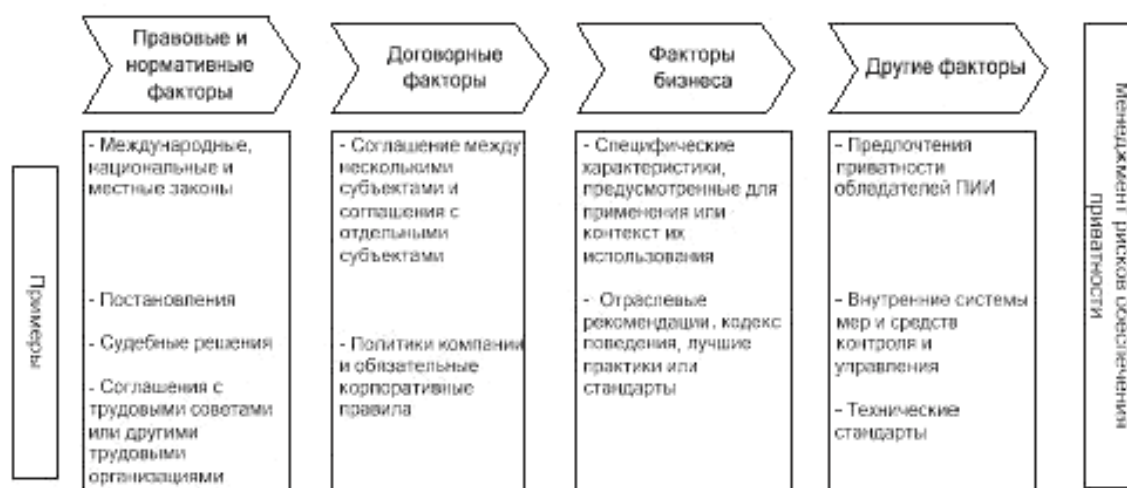 Правовые и
нормативные
факторы
Договорные
факторы
Факторы
бизнеса
Другие факторы
Примеры
- Международные,
национальные и
местные законы
- Постановления
- Судебные решения
- Соглашения с
трудовыми советами
или другими
трудовыми
организациями
- Соглашение между
несколькими
субъектами и
соглашения с
отдельными
субъектами
- Политики компании
и обязательные
корпоративные
правила
- Специфические
характеристики,
предусмотренные для
применения или
контекст их
использования
- Отраслевые
рекомендации, кодекс
поведения, лучшие
практики или
стандарты
- Предпочтения
приватности
обладателей ПИИ
- Внутренние системы
мер и средств
контроля и
управления
- Технические
стандарты
Менеджмент рисков обеспечения
приватности